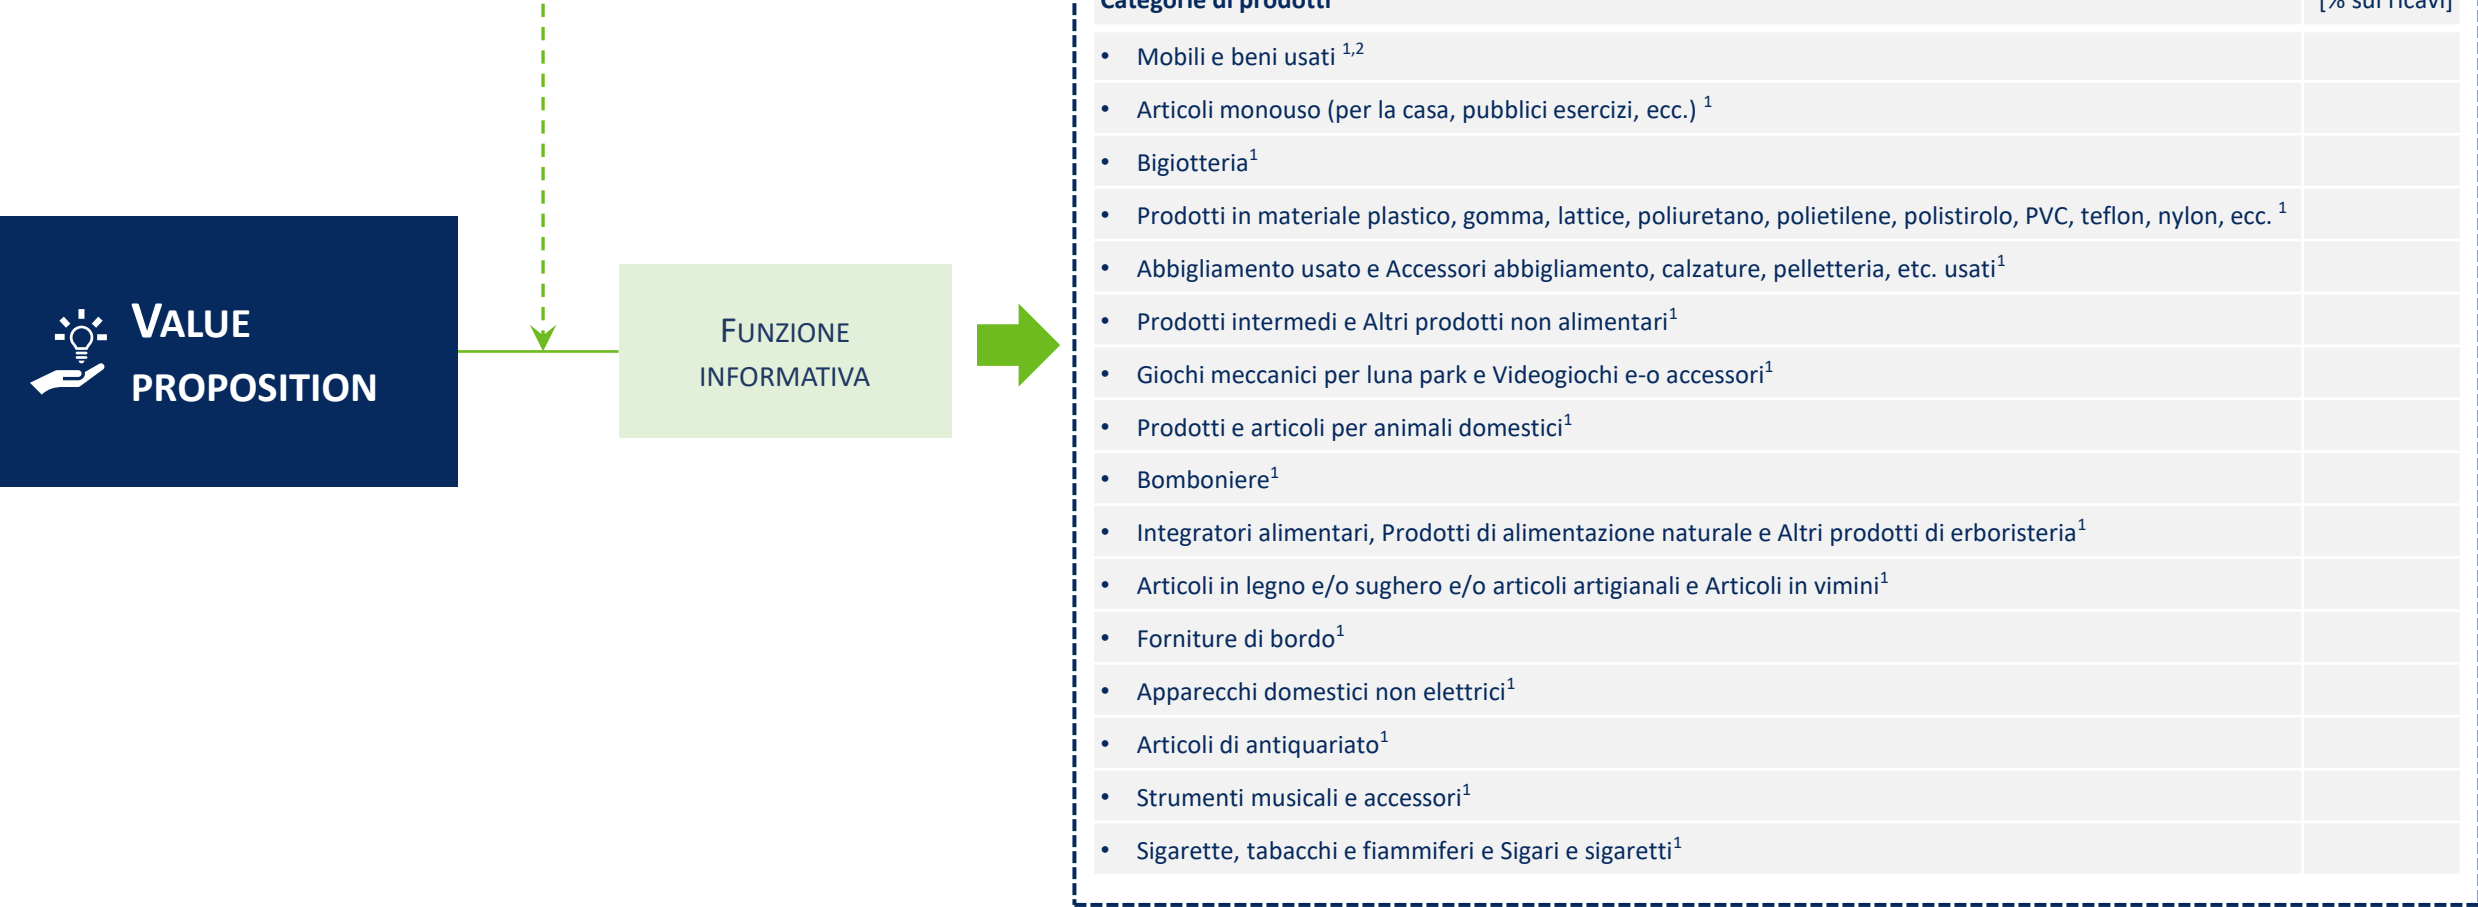 Categorie di prodotti [% sui ricavi]
• Mobili e beni usati 1,2
• Articoli monouso (per la casa, pubblici esercizi, ecc.) 1
• Bigiotteria1
• Prodotti in materiale plastico, gomma, lattice, poliuretano, polietilene, polistirolo, PVC, teflon, nylon, ecc. 1
• Abbigliamento usato e Accessori abbigliamento, calzature, pelletteria, etc. usati1
• Prodotti intermedi e Altri prodotti non alimentari1
• Giochi meccanici per luna park e Videogiochi e-o accessori1
• Prodotti e articoli per animali domestici1
• Bomboniere1
• Integratori alimentari, Prodotti di alimentazione naturale e Altri prodotti di erboristeria1
• Articoli in legno e/o sughero e/o articoli artigianali e Articoli in vimini1
• Forniture di bordo1
• Apparecchi domestici non elettrici1
• Articoli di antiquariato1
• Strumenti musicali e accessori1
• Sigarette, tabacchi e fiammiferi e Sigari e sigaretti1
VALUE
PROPOSITION
FUNZIONE
INFORMATIVA